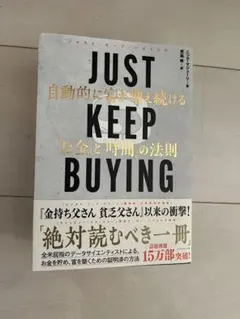 JUST
自動的に富が増え続ける
KEEP
「お金」と「時間」の法則
BUYING
『金持ち父さん 貧乏父さん』以来の衝撃!
「絶対読むべき一冊」
15万部突破!
全米屈指のデータサイエンティストによる、
お金を貯め、富を築くための証明済の方法